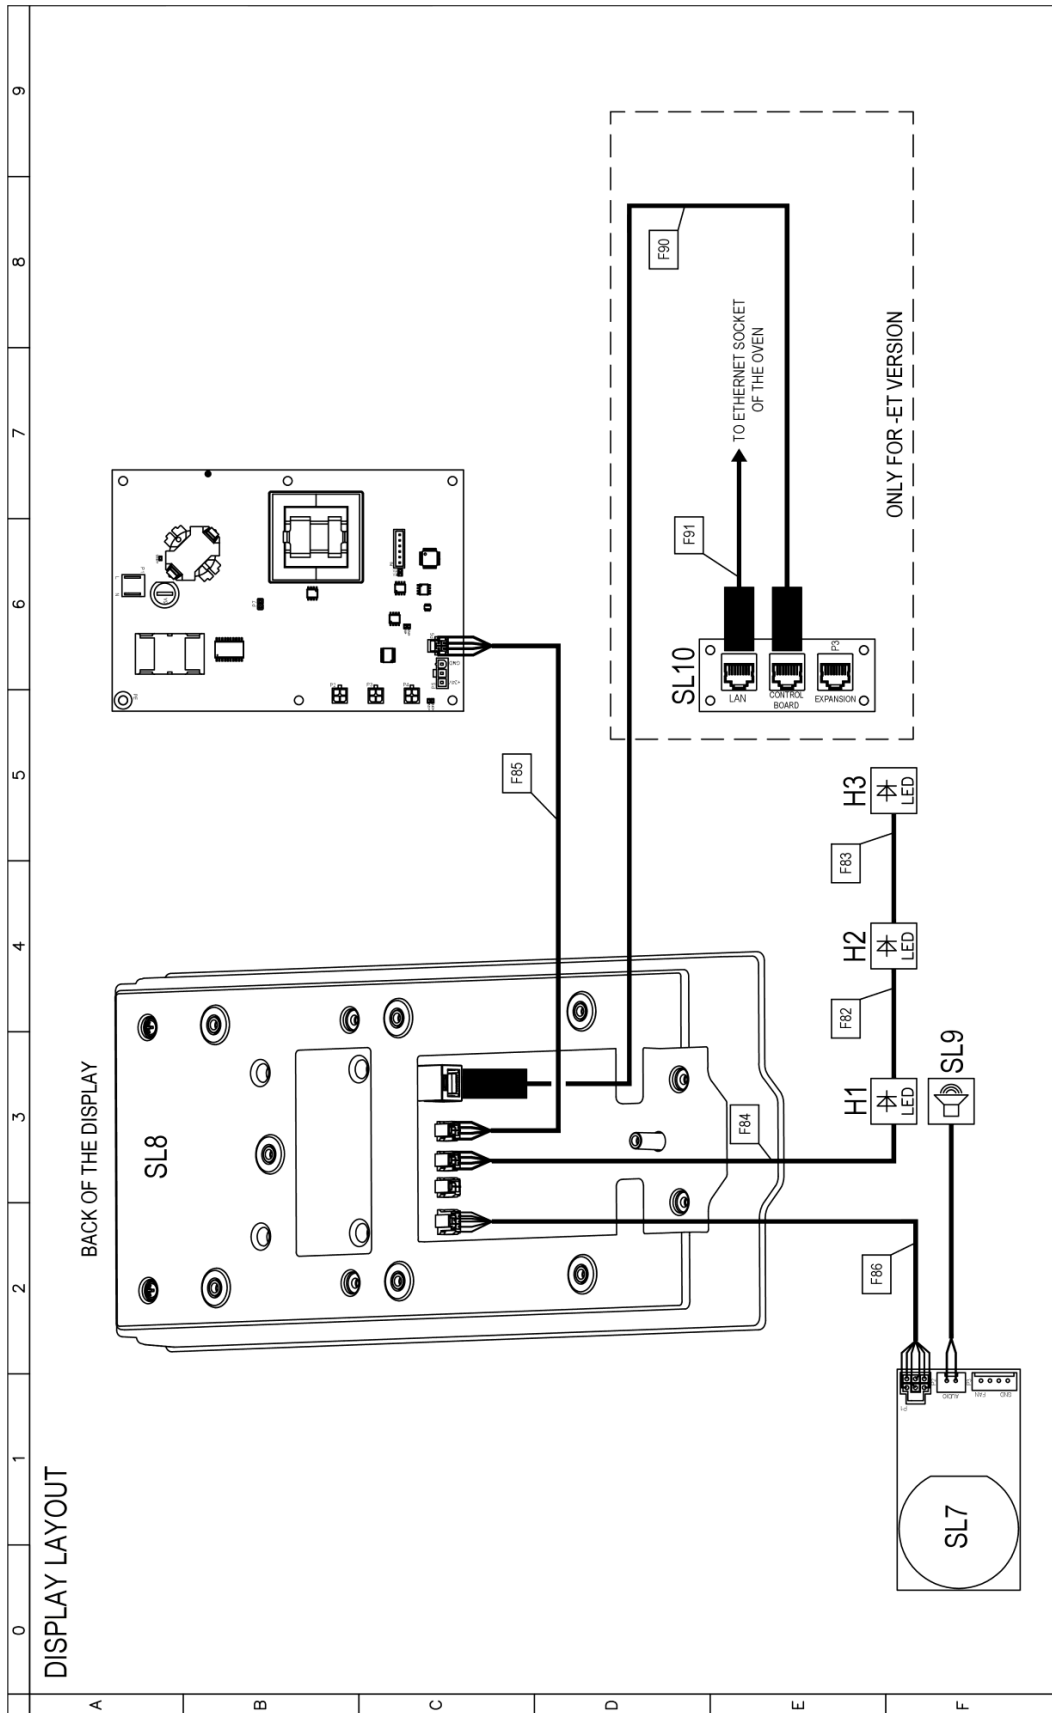 DISPLAY LAYOUT
0
1
2
3
4
5
6
7
8
9
A
B
C
D
E
F
BACK OF THE DISPLAY
SL8
F85
GND
L
N
F90
F91
TO ETHERNET SOCKET
OF THE OVEN
SL10
LAN
CONTROL
BOARD
EXPANSION
P3
ONLY FOR -ET VERSION
F84
H1
LED
F82
H2
LED
F83
H3
LED
SL9
F86
SL7
P1
AUDIO
FAN
GND